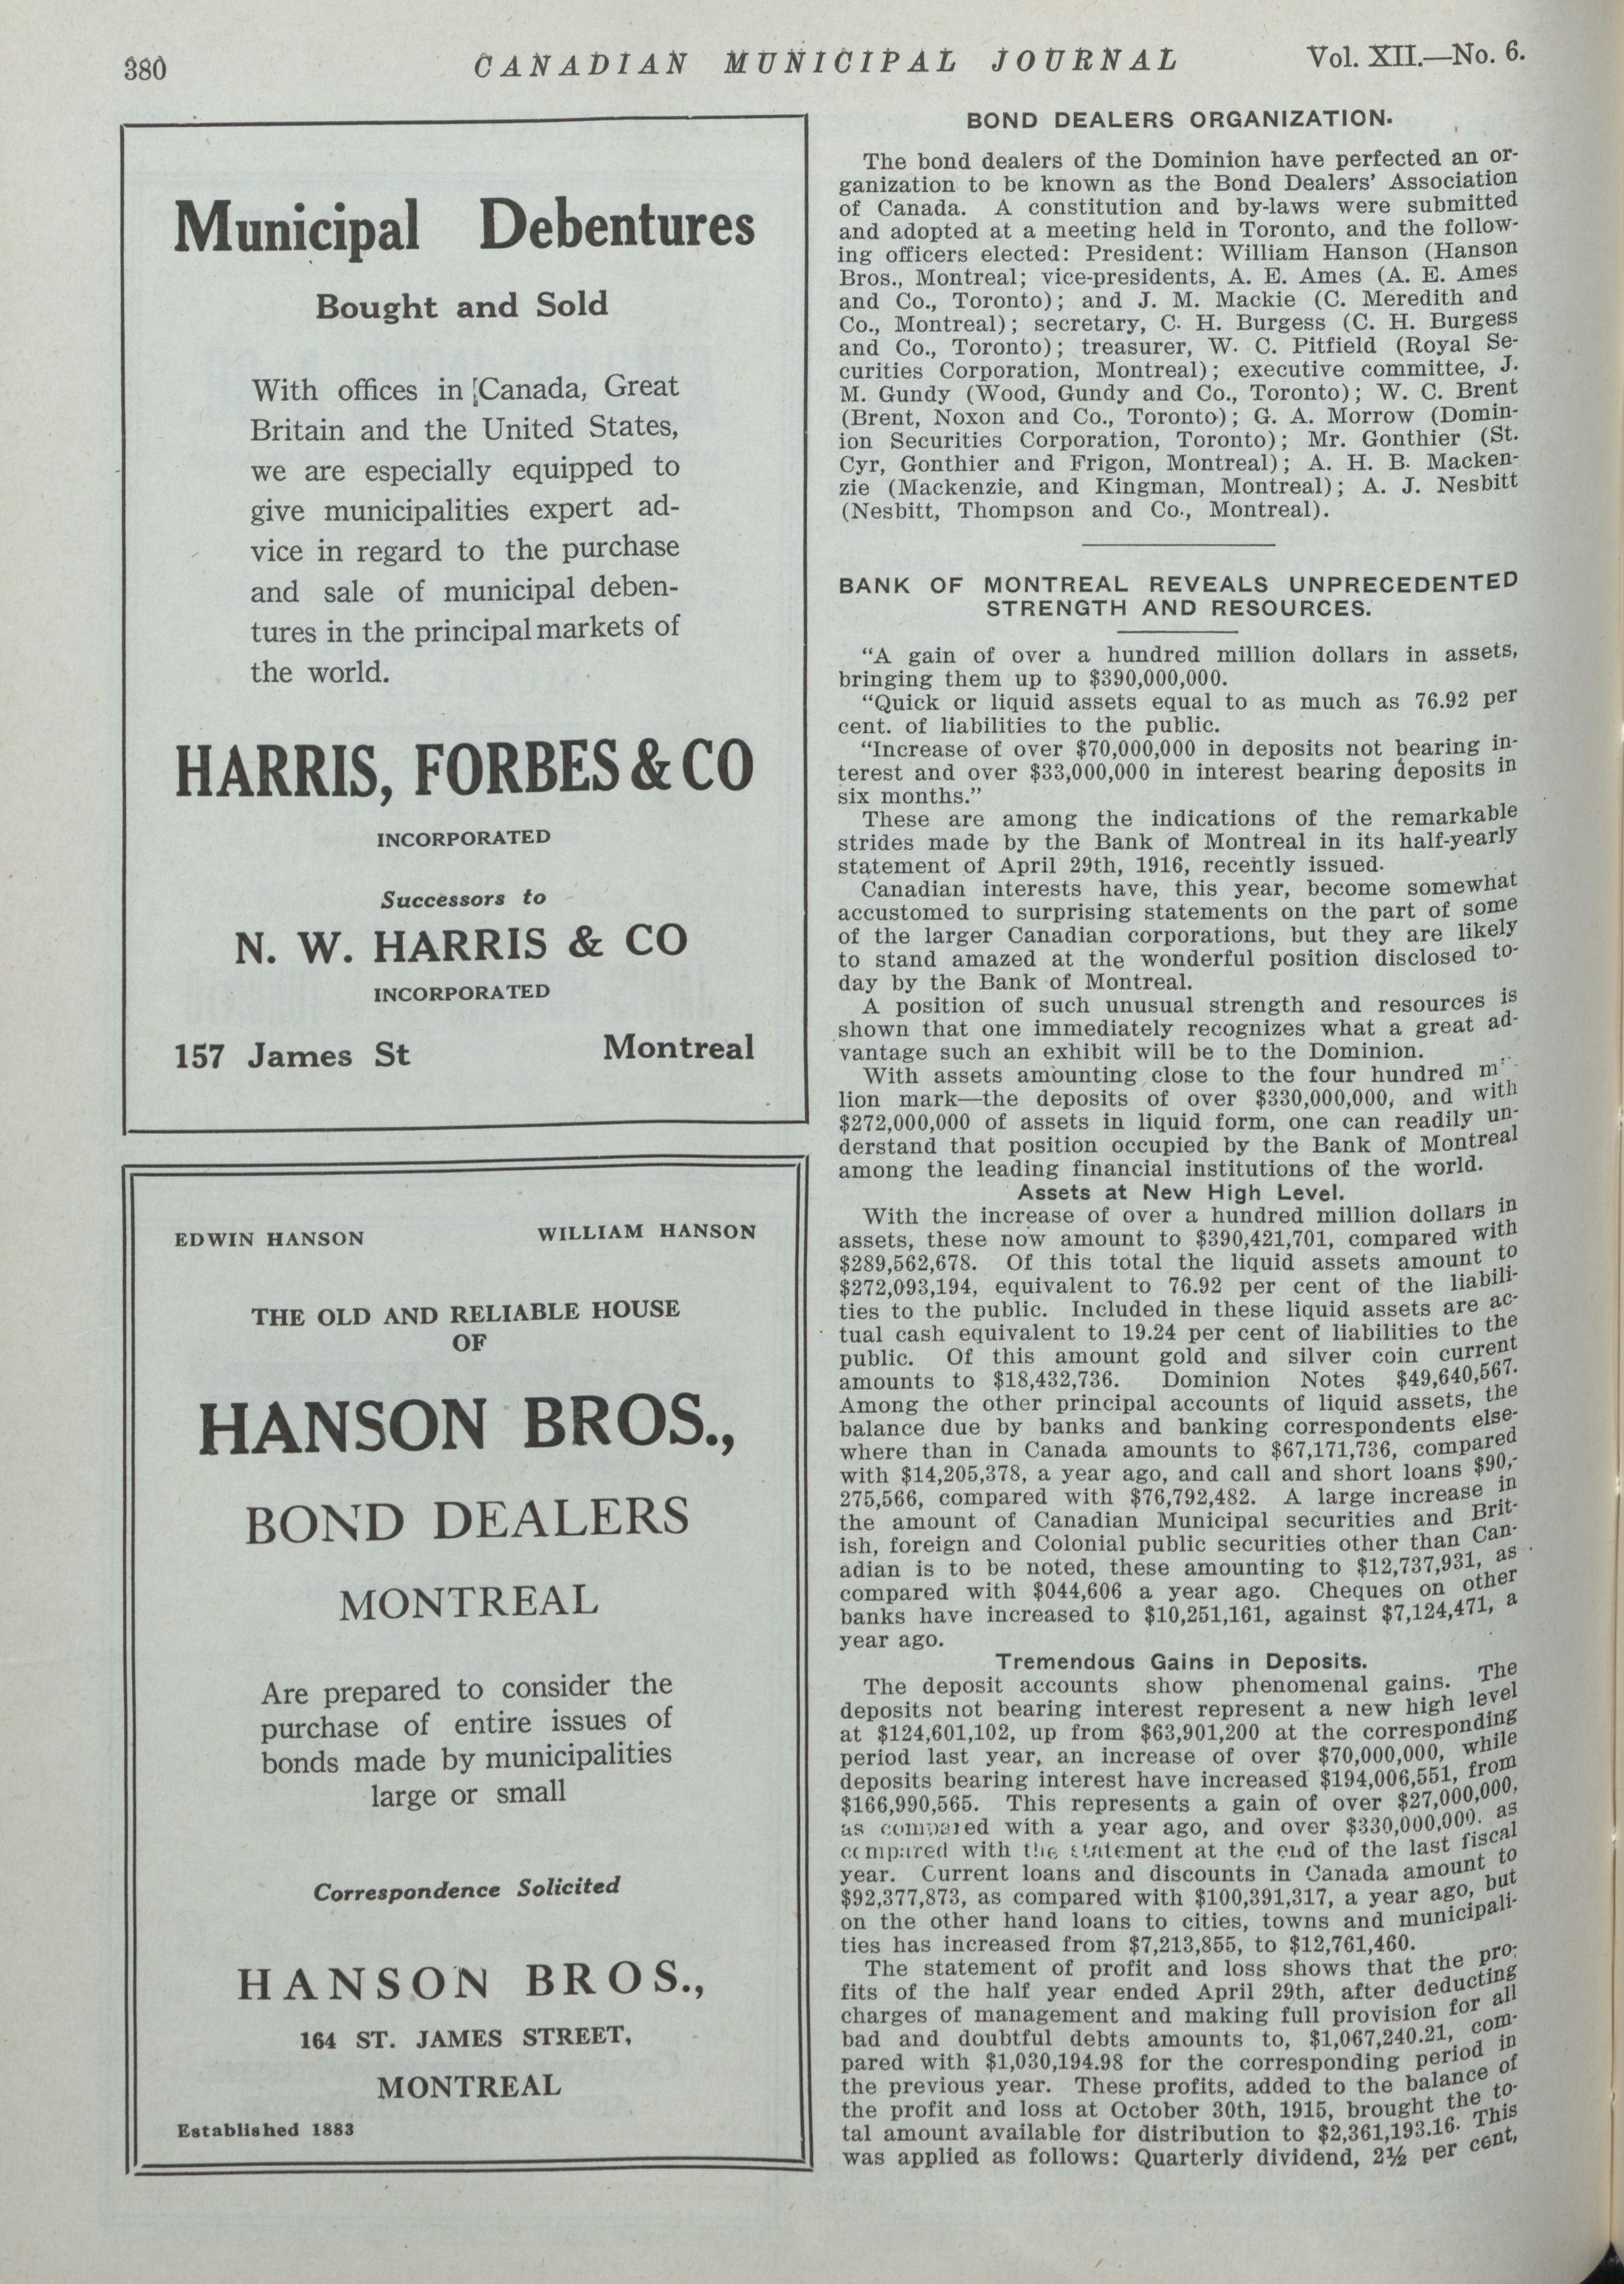 380
CANADIAN MUNICIPAL JOURNAL
Vol. XII.—No. 6.
Municipal Debentures
Bought and Sold
With offices in [Canada, Great
Britain and the United States,
we are especially equipped to
give municipalities expert ad-
vice in regard to the purchase
and sale of municipal deben-
tures in the principal markets of
the world.
HARRIS, FORBES & CO
INCORPORATED
Successors to
N. W. HARRIS & CO
INCORPORATED
157 James St Montreal
EDWIN HANSON WILLIAM HANSON
THE OLD AND RELIABLE HOUSE
OF
HANSON BROS.,
BOND DEALERS
MONTREAL
Are prepared to consider the
purchase of entire issues of
bonds made by municipalities
large or small
Correspondence Solicited
HANSON BROS.,
164 ST. JAMES STREET,
MONTREAL
Established 1883
BOND DEALERS ORGANIZATION.
The bond dealers of the Dominion have perfected an or-
ganization to be known as the Bond Dealers' Association
of Canada. A constitution and by-laws were submitted
and adopted at a meeting held in Toronto, and the follow-
ing officers elected: President: William Hanson (Hanson
Bros., Montreal; vice-presidents, A. E. Ames (A. E. Ames
and Co., Toronto); and J. M. Mackie (C. Meredith and
Co., Montreal); secretary, C. H. Burgess (C. H. Burgess
and Co., Toronto); treasurer, W. C. Pitfield (Royal Se-
curities Corporation, Montreal); executive committee, J.
M. Gundy (Wood, Gundy and Co., Toronto); W. C. Brent
(Brent, Noxon and Co., Toronto); G. A. Morrow (Domin-
ion Securities Corporation, Toronto); Mr. Gonthier (St.
Cyr, Gonthier and Frigon, Montreal); A. H. B. Macken-
zie (Mackenzie, and Kingman, Montreal); A. J. Nesbitt
(Nesbitt, Thompson and Co., Montreal).
BANK OF MONTREAL REVEALS UNPRECEDENTED
STRENGTH AND RESOURCES.
"A gain of over a hundred million dollars in assets,
bringing them up to $390,000,000.
"Quick or liquid assets equal to as much as 76.92 per
cent. of liabilities to the public.
"Increase of over $70,000,000 in deposits not bearing in-
terest and over $33,000,000 in interest bearing deposits in
six months."
These are among the indications of the remarkable
strides made by the Bank of Montreal in its half-yearly
statement of April 29th, 1916, recently issued.
Canadian interests have, this year, become somewhat
accustomed to surprising statements on the part of some
of the larger Canadian corporations, but they are likely
to stand amazed at the wonderful position disclosed to-
day by the Bank of Montreal.
A position of such unusual strength and resources is
shown that one immediately recognizes what a great ad-
vantage such an exhibit will be to the Dominion.
With assets amounting close to the four hundred
lion mark—the deposits of over $330,000,000, and with
$272,000,000 of assets in liquid form, one can readily un-
derstand that position occupied by the Bank of Montreal
among the leading financial institutions of the world.
Assets at New High Level.
With the increase of over a hundred million dollars in
assets, these now amount to $390,421,701, compared with
$289,562,678. Of this total the liquid assets amount to
$272,093,194, equivalent to 76.92 per cent of the liabili-
ties to the public. Included in these liquid assets are ac-
tual cash equivalent to 19.24 per cent of liabilities to the
public. Of this amount gold and silver coin current
amounts to $18,432,736. Dominion Notes $49,640,567.
Among the other principal accounts of liquid assets, the
balance due by banks and banking correspondents else-
where than in Canada amounts to $67,171,736, compared
with $14,205,378, a year ago, and call and short loans $90,-
275,566, compared with $76,792,482. A large increase in
the amount of Canadian Municipal securities and Brit-
ish, foreign and Colonial public securities other than Can-
adian is to be noted, these amounting to $12,737,931, as
compared with $044,606 a year ago. Cheques on other
banks have increased to $10,251,161, against $7,124,471, a
year ago.
Tremendous Gains in Deposits.
The deposit accounts show phenomenal gains. The
deposits not bearing interest represent a new high level
at $124,601,102, up from $63,901,200 at the corresponding
period last year, an increase of over $70,000,000, while
deposits bearing interest have increased $194,006,551, from
$166,990,565. This represents a gain of over $27,000,000,
as compared with a year ago, and over $330,000,000. as
compared with the statement at the end of the last fiscal
year. Current loans and discounts in Canada amount to
$92,377,873, as compared with $100,391,317, a year ago, but
on the other hand loans to cities, towns and municipali-
ties has increased from $7,213,855, to $12,761,460.
The statement of profit and loss shows that the pro-
fits of the half year ended April 29th, after deducting
charges of management and making full provision for all
bad and doubtful debts amounts to, $1,067,240.21, com-
pared with $1,030,194.98 for the corresponding period in
the previous year. These profits, added to the balance of
the profit and loss at October 30th, 1915, brought the to-
tal amount available for distribution to $2,361,193.16. This
was applied as follows: Quarterly dividend, 2½ per cent,